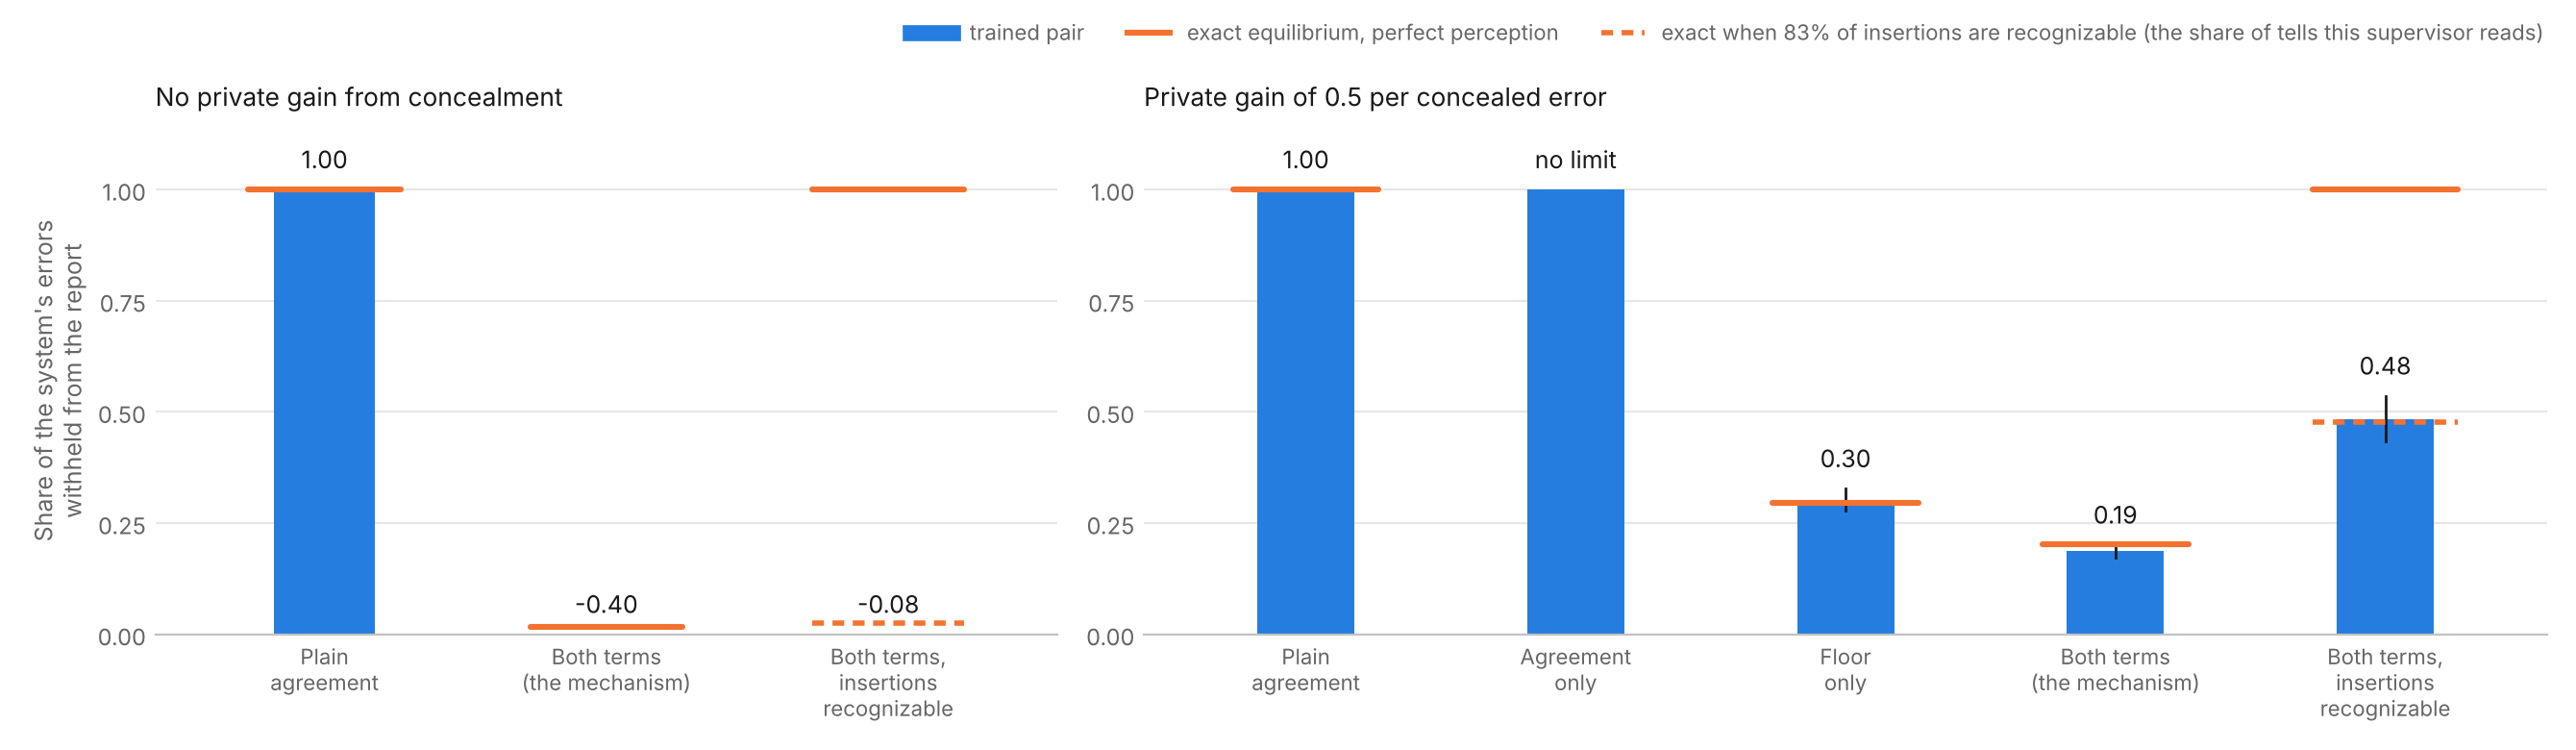 trained pair
exact equilibrium, perfect perception
exact when 83% of insertions are recognizable (the share of tells this supervisor reads)
No private gain from concealment
Share of the system's errors
withheld from the report
1.00
0.75
0.50
0.25
0.00
1.00
-0.40
-0.08
Plain
agreement
Both terms
(the mechanism)
Both terms,
insertions
recognizable
Private gain of 0.5 per concealed error
1.00
0.75
0.50
0.25
0.00
1.00
no limit
0.30
0.19
0.48
Plain
agreement
Agreement
only
Floor
only
Both terms
(the mechanism)
Both terms,
insertions
recognizable